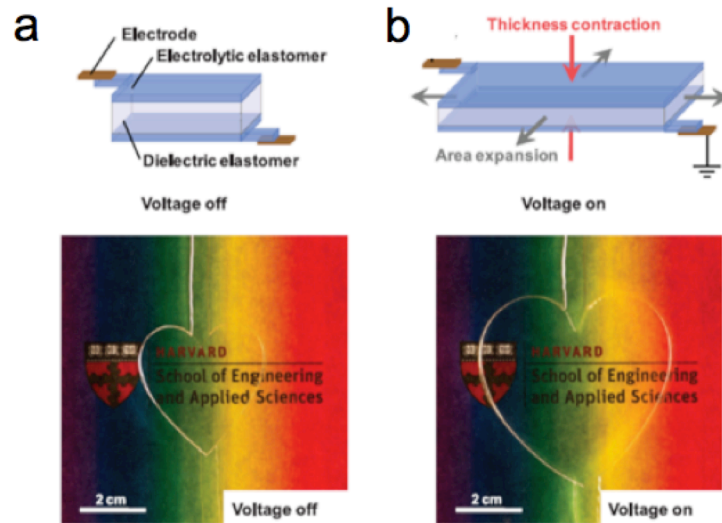 a
Electrode
Electrolytic elastomer
Dielectric elastomer
Voltage off
b
Thickness contraction
Area expansion
Voltage on
HARVARD
School of Engineering
and Applied Sciences
2 cm
Voltage off
HARVARD
School of Engineering
and Applied Sciences
2 cm
Voltage on